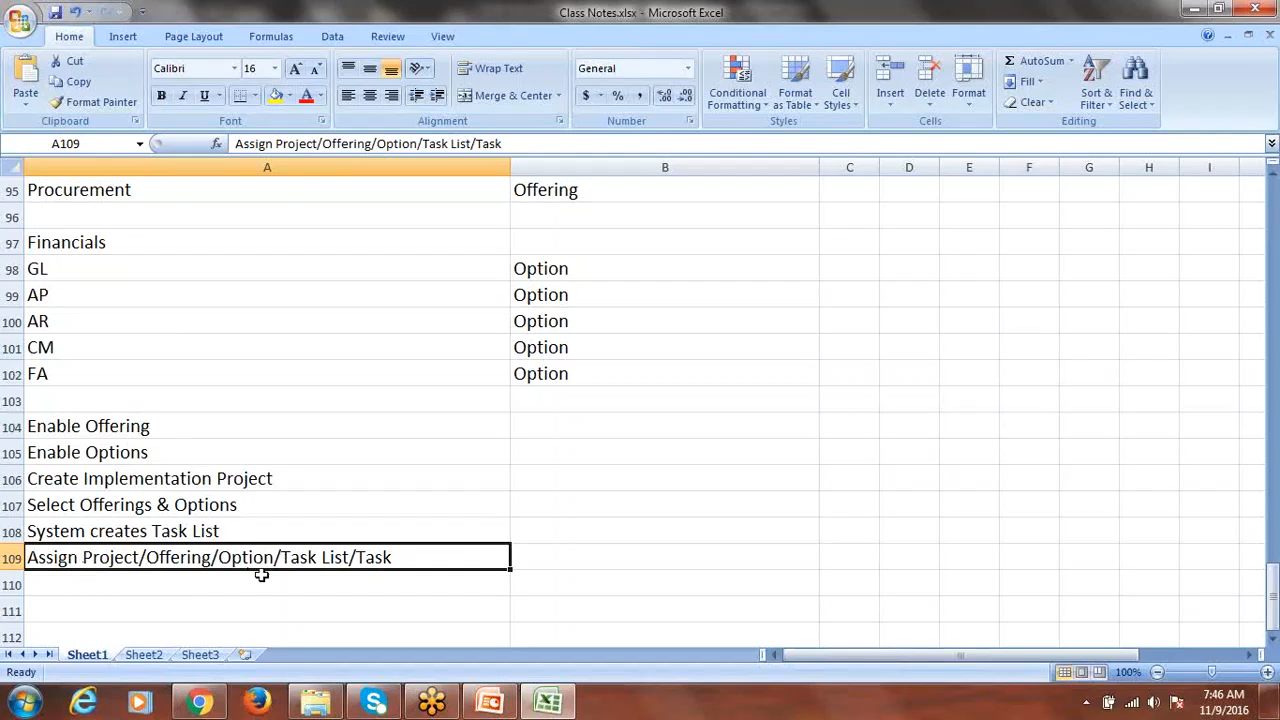 Class Notes.xlsx - Microsoft Excel
Home Insert Page Layout Formulas Data Review View
Paste Cut Copy Format Painter Clipboard
Calibri 16 Font
Wrap Text Merge & Center Alignment
General Number
Conditional Formatting Format as Table Cell Styles Styles
Insert Delete Format Cells
AutoSum Fill Clear Sort & Filter Find & Select Editing
A109 fx Assign Project/Offering/Option/Task List/Task
A B C D E F G H I
95 Procurement Offering
96
97 Financials
98 GL Option
99 AP Option
100 AR Option
101 CM Option
102 FA Option
103
104 Enable Offering
105 Enable Options
106 Create Implementation Project
107 Select Offerings & Options
108 System creates Task List
109 Assign Project/Offering/Option/Task List/Task
110
111
112
Sheet1 Sheet2 Sheet3
Ready 100%
7:46 AM
11/9/2016